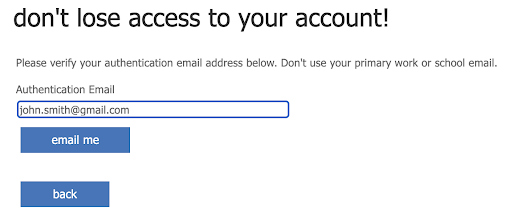 don't lose access to your account!
Please verify your authentication email address below. Don't use your primary work or school email.
Authentication Email
john.smith@gmail.com
email me
back